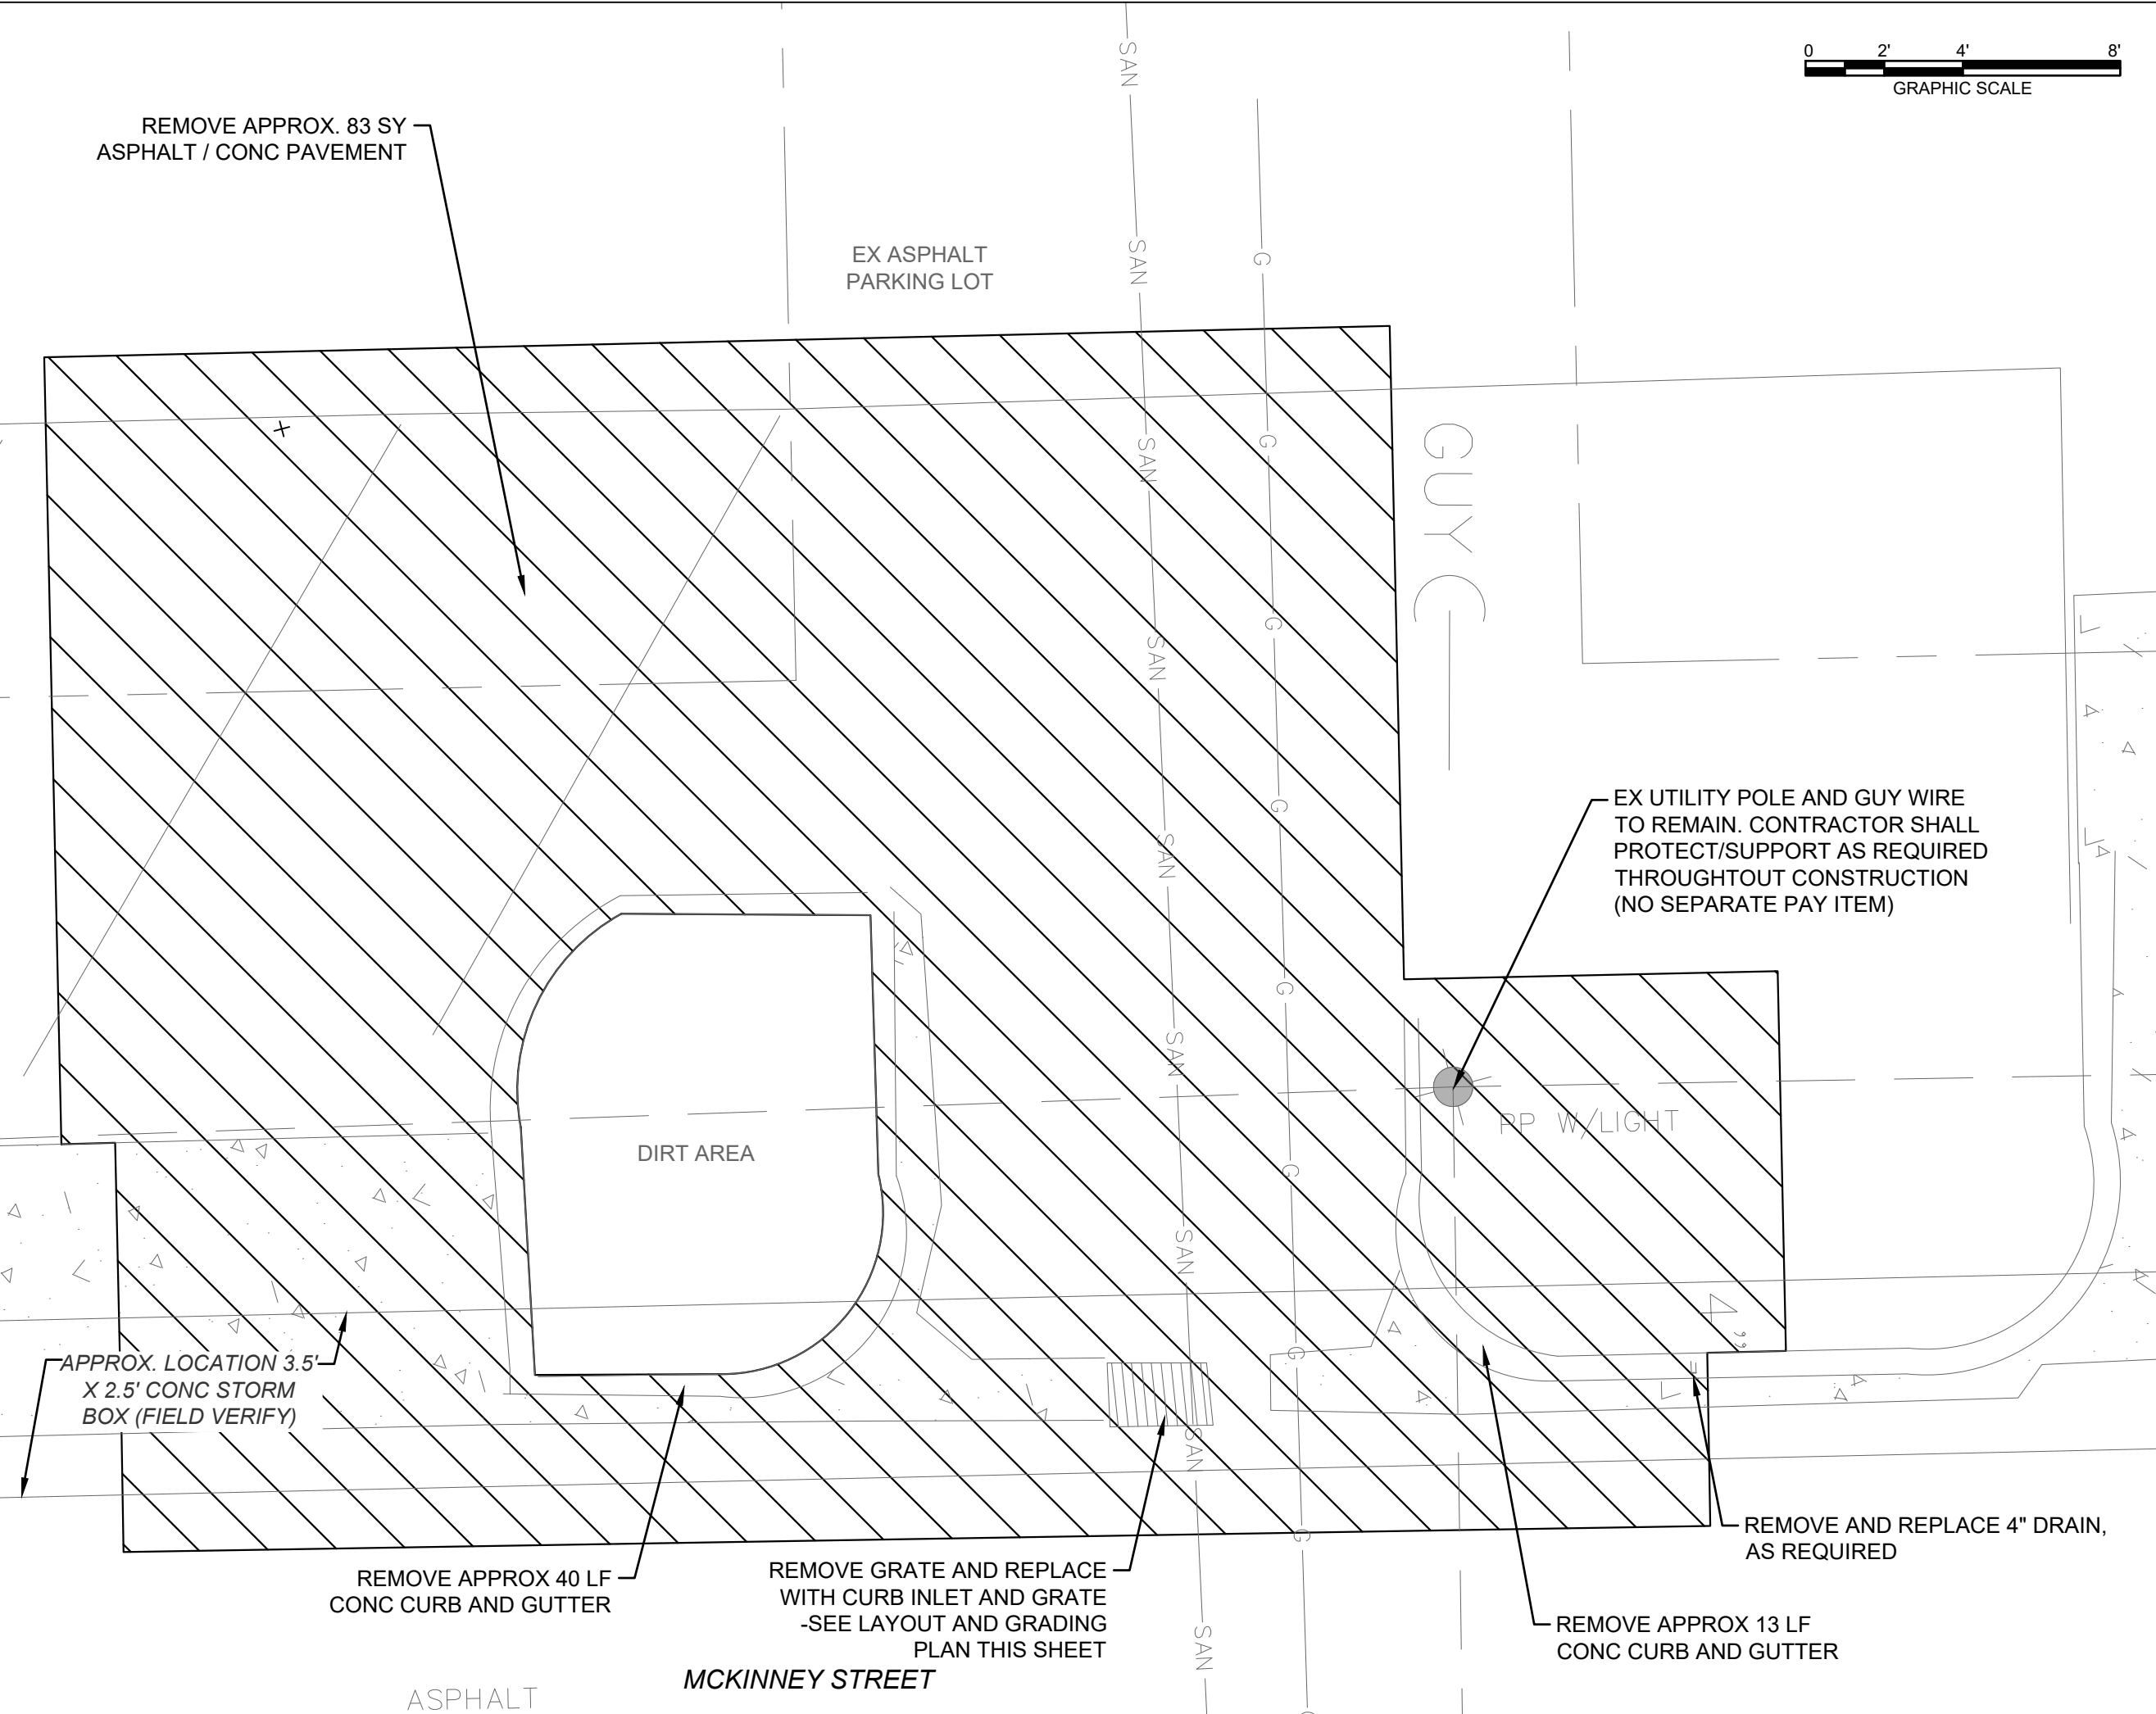 0 2' 4' 8'
GRAPHIC SCALE
REMOVE APPROX. 83 SY
ASPHALT / CONC PAVEMENT
EX ASPHALT
PARKING LOT
SAN
SAN
SAN
SAN
SAN
SAN
SAN
SAN
SAN
G
G
G
G
G
G
G
G
GUY
EX UTILITY POLE AND GUY WIRE
TO REMAIN. CONTRACTOR SHALL
PROTECT/SUPPORT AS REQUIRED
THROUGHTOUT CONSTRUCTION
(NO SEPARATE PAY ITEM)
PP W/LIGHT
DIRT AREA
APPROX. LOCATION 3.5'
X 2.5' CONC STORM
BOX (FIELD VERIFY)
REMOVE APPROX 40 LF
CONC CURB AND GUTTER
REMOVE GRATE AND REPLACE
WITH CURB INLET AND GRATE
-SEE LAYOUT AND GRADING
PLAN THIS SHEET
REMOVE AND REPLACE 4" DRAIN,
AS REQUIRED
REMOVE APPROX 13 LF
CONC CURB AND GUTTER
MCKINNEY STREET
ASPHALT